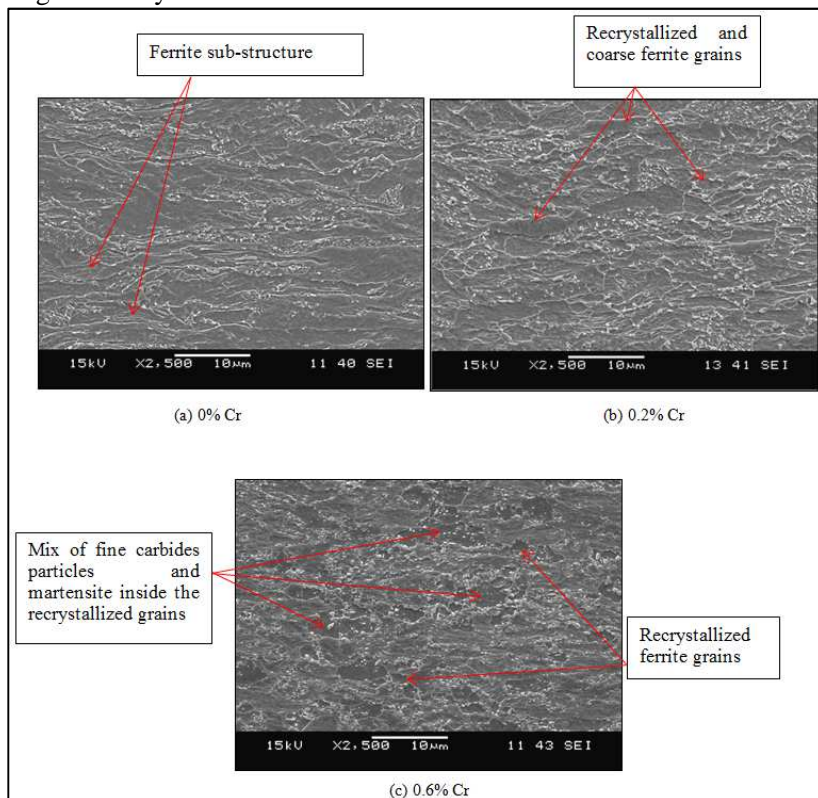 Ferrite sub-structure
Recrystallized and
coarse ferrite grains
15kU X2,500 10µm 11 40 SEI
15kU X2,500 10µm 13 41 SEI
(a) 0% Cr
(b) 0.2% Cr
Mix of fine carbides
particles and
martensite inside the
recrystallized grains
Recrystallized
ferrite grains
15kU X2,500 10µm 11 43 SEI
(c) 0.6% Cr